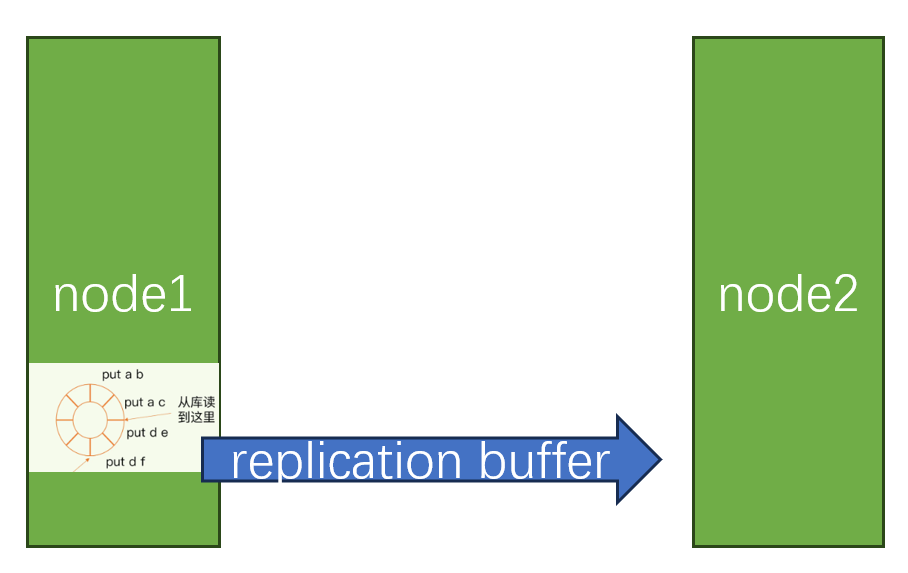 node1
node2
put a b
put a c
从库读
到这里
put d e
put d f
replication buffer